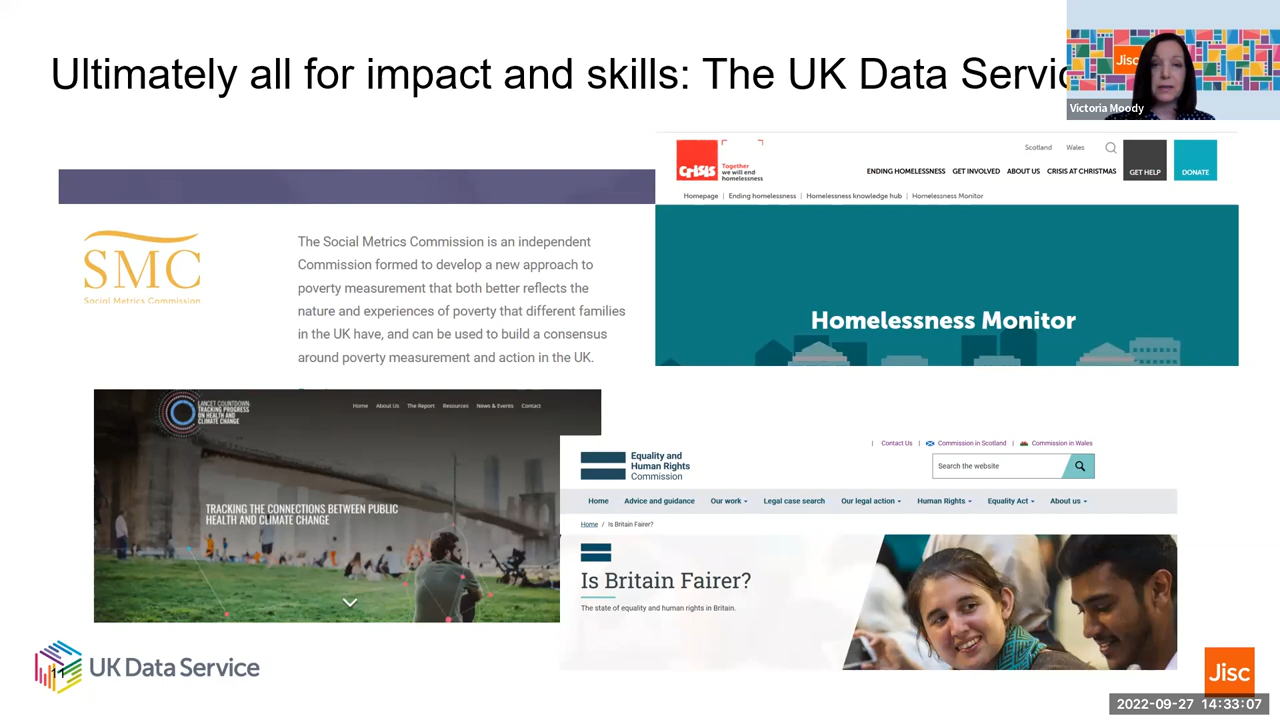 Ultimately all for impact and skills: The UK Data Servic
Jisc
Victoria Moody
SMC
Social Metrics Commission
The Social Metrics Commission is an independent
Commission formed to develop a new approach to
poverty measurement that both better reflects the
nature and experiences of poverty that different families
in the UK have, and can be used to build a consensus
around poverty measurement and action in the UK.
CRISIS
Together
we will end
homelessness
Scotland Wales
ENDING HOMELESSNESS GET INVOLVED ABOUT US CRISIS AT CHRISTMAS GET HELP DONATE
Homepage | Ending homelessness | Homelessness knowledge hub | Homelessness Monitor
Homelessness Monitor
LANCET COUNTDOWN:
TRACKING PROGRESS
ON HEALTH AND
CLIMATE CHANGE
Home About Us The Report Resources News & Events Contact
TRACKING THE CONNECTIONS BETWEEN PUBLIC
HEALTH AND CLIMATE CHANGE
| Contact Us | Commission in Scotland | Commission in Wales
Equality and
Human Rights
Commission
Search the website
Home Advice and guidance Our work Legal case search Our legal action Human Rights Equality Act About us
Home / Is Britain Fairer?
Is Britain Fairer?
The state of equality and human rights in Britain.
11
UK Data Service
Jisc
2022-09-27 14:33:07